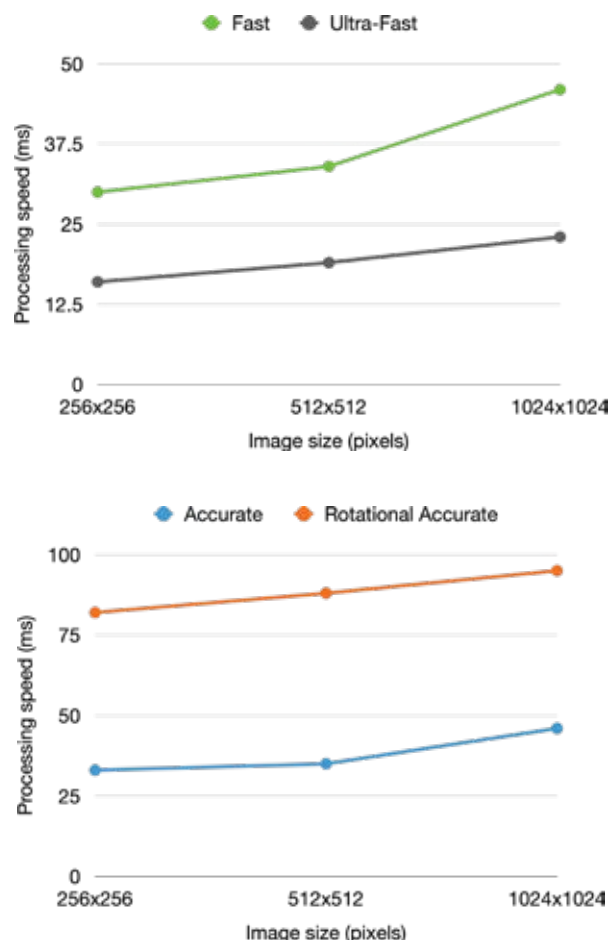 Fast Ultra-Fast
50
37.5
25
12.5
0
Processing speed (ms)
256x256 512x512 1024x1024
Image size (pixels)
Accurate Rotational Accurate
100
75
50
25
0
Processing speed (ms)
256x256 512x512 1024x1024
Image size (pixels)